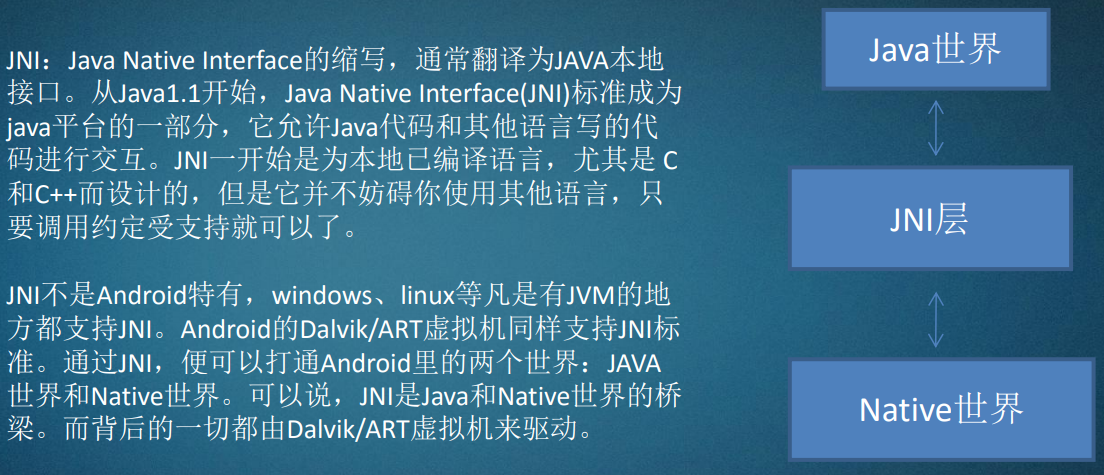 JNI：Java Native Interface的缩写，通常翻译为JAVA本地
接口。从Java1.1开始，Java Native Interface(JNI)标准成为
java平台的一部分，它允许Java代码和其他语言写的代
码进行交互。JNI一开始是为本地已编译语言，尤其是 C
和C++而设计的，但是它并不妨碍你使用其他语言，只
要调用约定受支持就可以了。
JNI不是Android特有，windows、linux等凡是有JVM的地
方都支持JNI。Android的Dalvik/ART虚拟机同样支持JNI标
准。通过JNI，便可以打通Android里的两个世界：JAVA
世界和Native世界。可以说，JNI是Java和Native世界的桥
梁。而背后的一切都由Dalvik/ART虚拟机来驱动。
Java世界
JNI层
Native世界